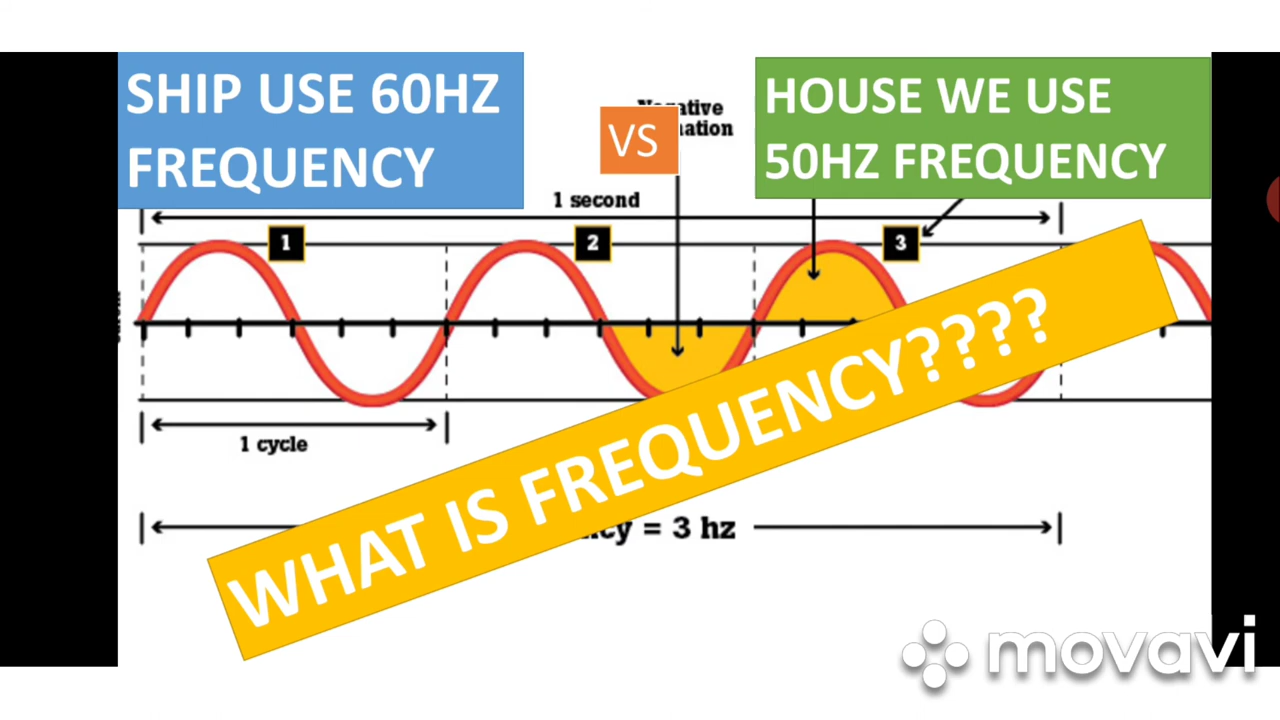 SHIP USE 60HZ
FREQUENCY
VS
HOUSE WE USE
50HZ FREQUENCY
1 second
1
2
3
1 cycle
WHAT IS FREQUENCY????
= 3 hz
movavi